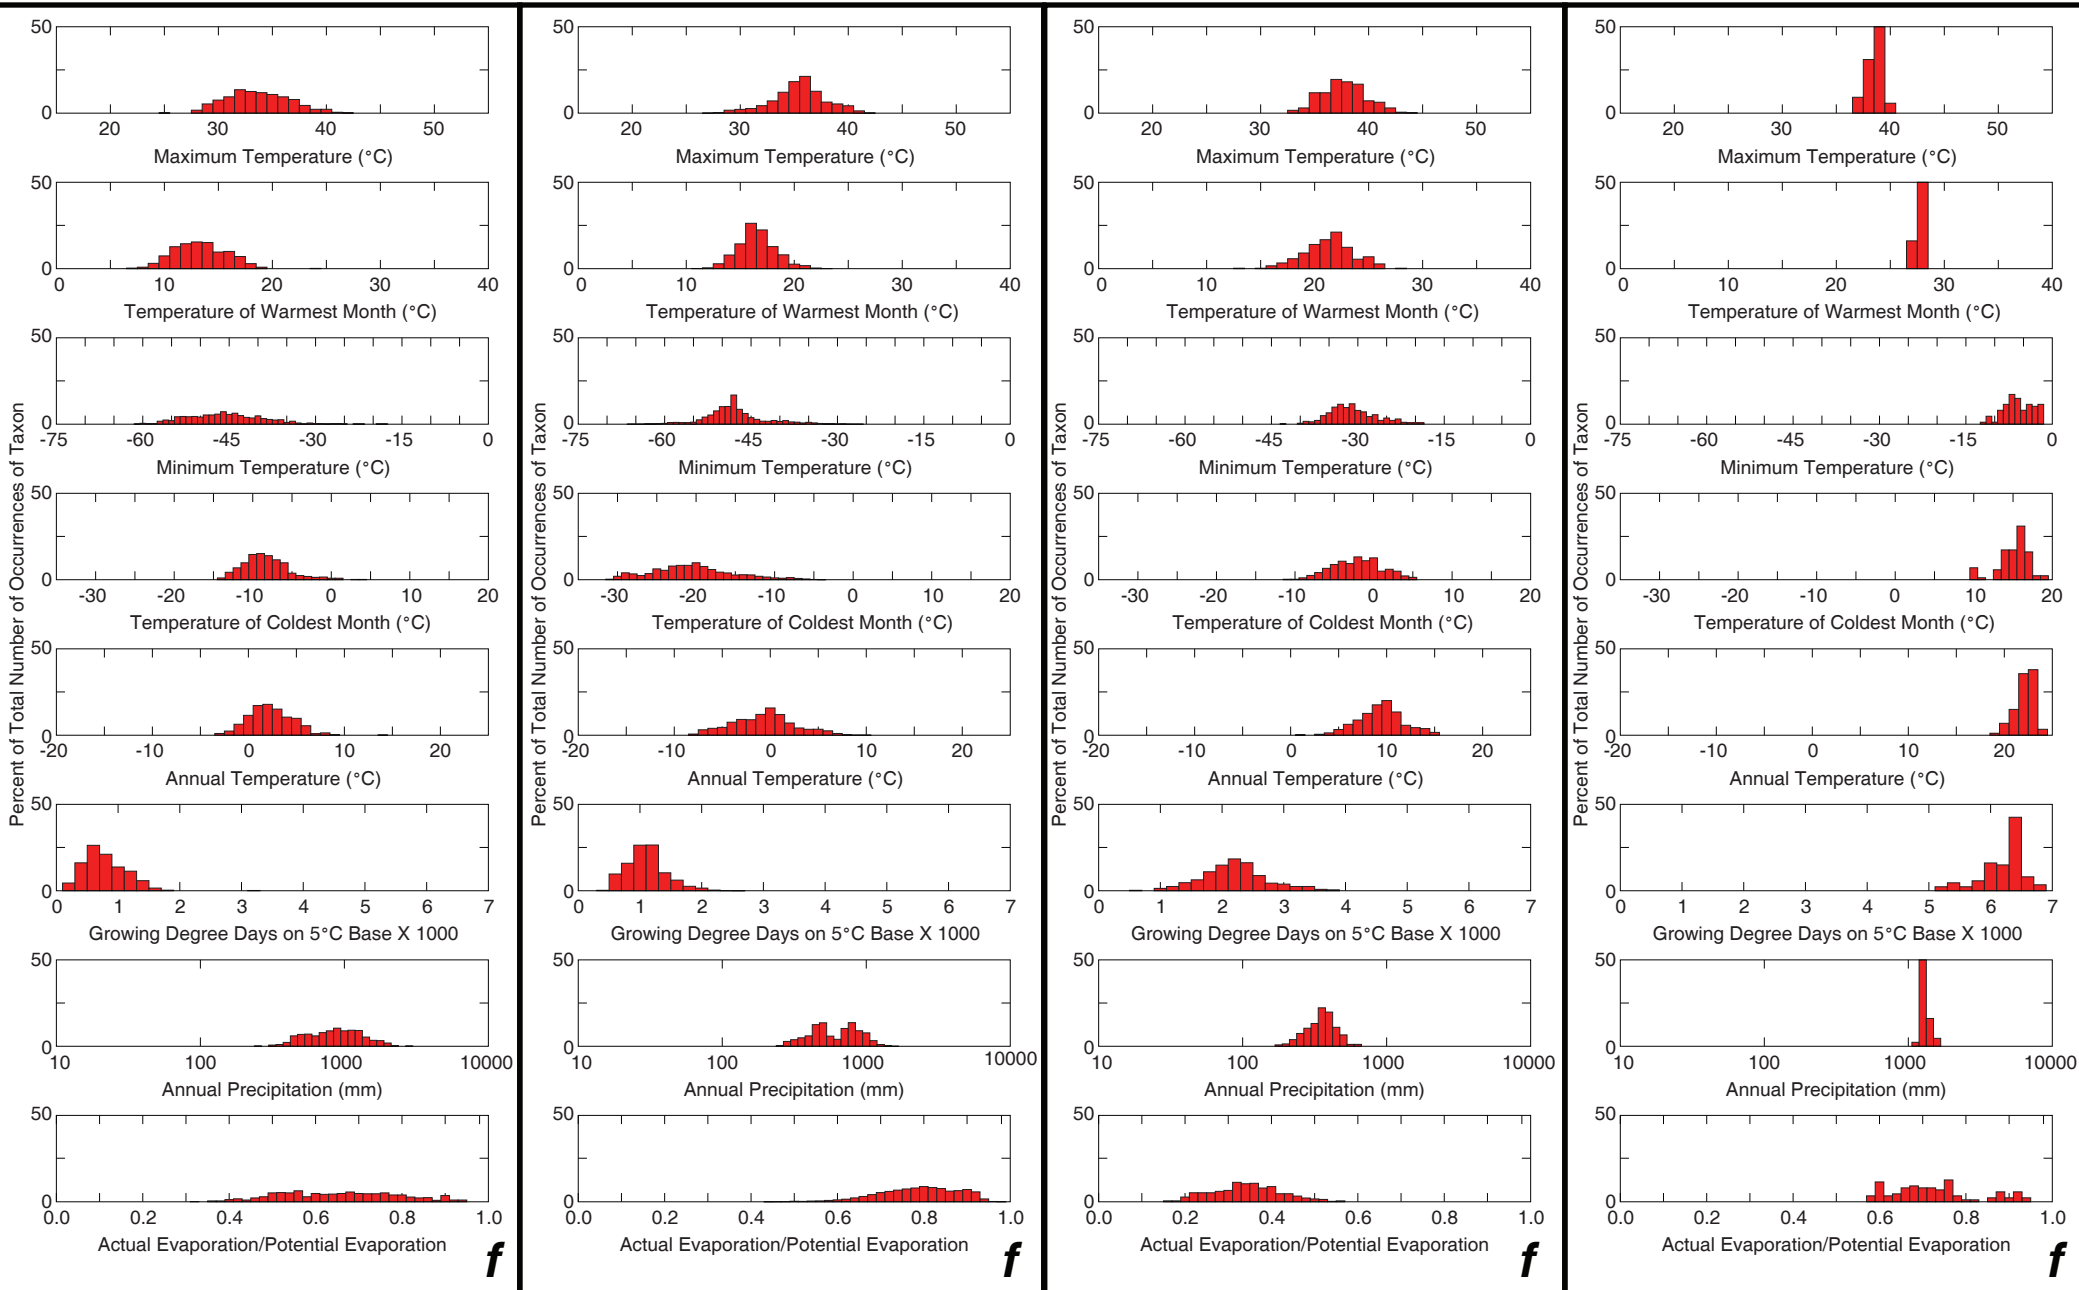 Percent of Total Number of Occurrences of Taxon
50
0
20 30 40 50
Maximum Temperature (°C)
50
0
0 10 20 30 40
Temperature of Warmest Month (°C)
50
0
-75 -60 -45 -30 -15 0
Minimum Temperature (°C)
50
0
-30 -20 -10 0 10 20
Temperature of Coldest Month (°C)
50
0
-20 -10 0 10 20
Annual Temperature (°C)
50
0
0 1 2 3 4 5 6 7
Growing Degree Days on 5°C Base X 1000
50
0
10 100 1000 10000
Annual Precipitation (mm)
50
0
0.0 0.2 0.4 0.6 0.8 1.0
Actual Evaporation/Potential Evaporation
f
Percent of Total Number of Occurrences of Taxon
50
0
20 30 40 50
Maximum Temperature (°C)
50
0
0 10 20 30 40
Temperature of Warmest Month (°C)
50
0
-75 -60 -45 -30 -15 0
Minimum Temperature (°C)
50
0
-30 -20 -10 0 10 20
Temperature of Coldest Month (°C)
50
0
-20 -10 0 10 20
Annual Temperature (°C)
50
0
0 1 2 3 4 5 6 7
Growing Degree Days on 5°C Base X 1000
50
0
10 100 1000 10000
Annual Precipitation (mm)
50
0
0.0 0.2 0.4 0.6 0.8 1.0
Actual Evaporation/Potential Evaporation
f
Percent of Total Number of Occurrences of Taxon
50
0
20 30 40 50
Maximum Temperature (°C)
50
0
0 10 20 30 40
Temperature of Warmest Month (°C)
50
0
-75 -60 -45 -30 -15 0
Minimum Temperature (°C)
50
0
-30 -20 -10 0 10 20
Temperature of Coldest Month (°C)
50
0
-20 -10 0 10 20
Annual Temperature (°C)
50
0
0 1 2 3 4 5 6 7
Growing Degree Days on 5°C Base X 1000
50
0
10 100 1000 10000
Annual Precipitation (mm)
50
0
0.0 0.2 0.4 0.6 0.8 1.0
Actual Evaporation/Potential Evaporation
f
Percent of Total Number of Occurrences of Taxon
50
0
20 30 40 50
Maximum Temperature (°C)
50
0
0 10 20 30 40
Temperature of Warmest Month (°C)
50
0
-75 -60 -45 -30 -15 0
Minimum Temperature (°C)
50
0
-30 -20 -10 0 10 20
Temperature of Coldest Month (°C)
50
0
-20 -10 0 10 20
Annual Temperature (°C)
50
0
0 1 2 3 4 5 6 7
Growing Degree Days on 5°C Base X 1000
50
0
10 100 1000 10000
Annual Precipitation (mm)
50
0
0.0 0.2 0.4 0.6 0.8 1.0
Actual Evaporation/Potential Evaporation
f